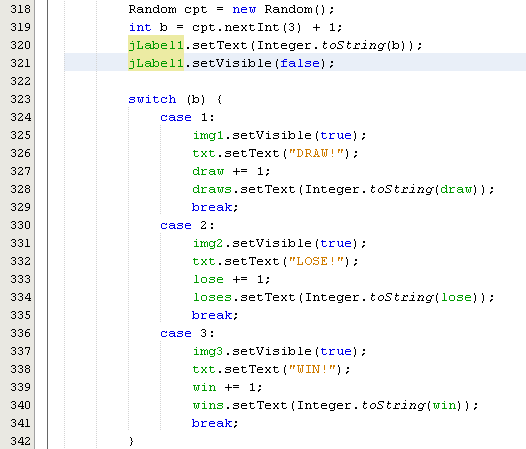 318 Random cpt = new Random();
319 int b = cpt.nextInt(3) + 1;
320 jLabel1.setText(Integer.toString(b));
321 jLabel1.setVisible(false);
322
323 switch (b) {
324 case 1:
325 img1.setVisible(true);
326 txt.setText("DRAW!");
327 draw += 1;
328 draws.setText(Integer.toString(draw));
329 break;
330 case 2:
331 img2.setVisible(true);
332 txt.setText("LOSE!");
333 lose += 1;
334 loses.setText(Integer.toString(lose));
335 break;
336 case 3:
337 img3.setVisible(true);
338 txt.setText("WIN!");
339 win += 1;
340 wins.setText(Integer.toString(win));
341 break;
342 }